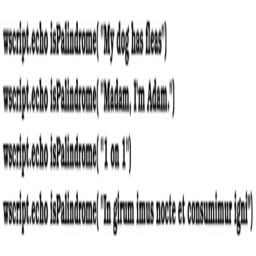 wscript.echo isPalindrome( "My dog has fleas")
wscript.echo isPalindrome( "Madam, I'm Adam.")
wscript.echo isPalindrome( "1 on 1")
wscript.echo isPalindrome( "In girum imus nocte et consumimur igni")